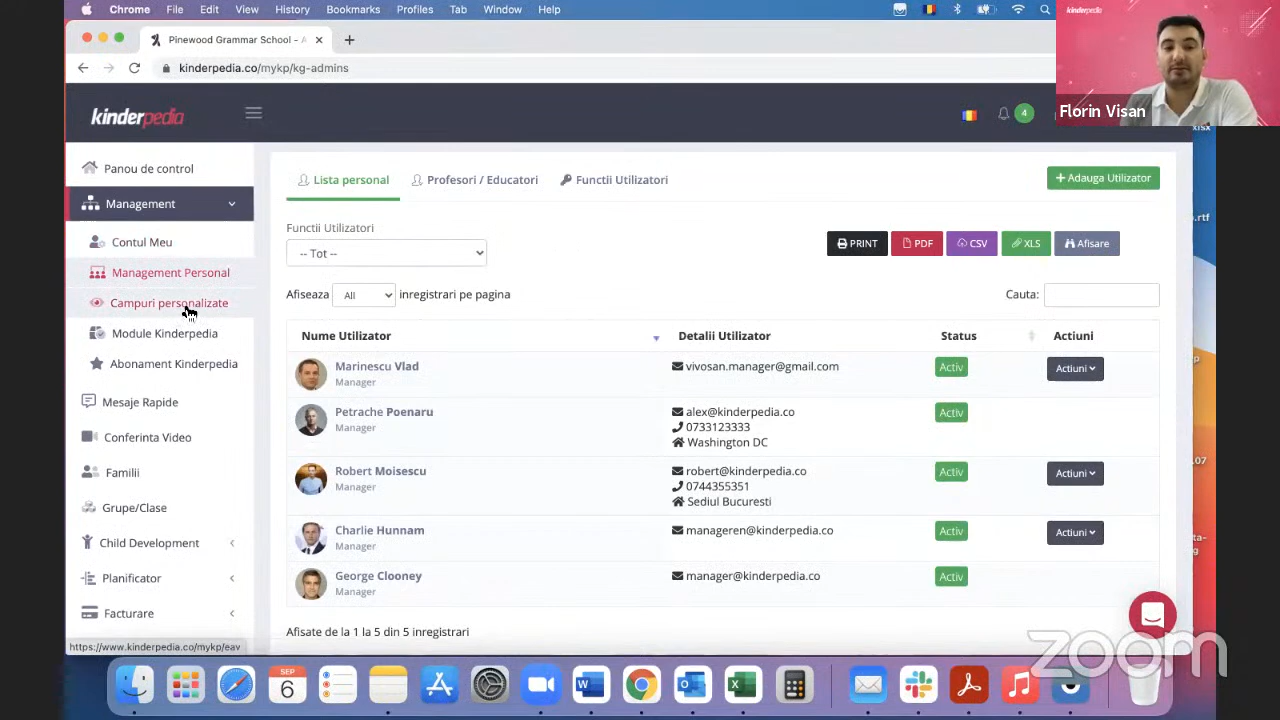 Chrome File Edit View History Bookmarks Profiles Tab Window Help
Pinewood Grammar School - A
kinderpedia.co/mykp/kg-admins
kinderpedia
Florin Visan
kinderpedia
4
Panou de control
Management
Contul Meu
Management Personal
Campuri personalizate
Module Kinderpedia
Abonament Kinderpedia
Mesaje Rapide
Conferinta Video
Familii
Grupe/Clase
Child Development
Planificator
Facturare
https://www.kinderpedia.co/mykp/eav
Lista personal Profesori / Educatori Functii Utilizatori
+ Adauga Utilizator
Functii Utilizatori
-- Tot --
PRINT PDF CSV XLS Afisare
Afiseaza All inregistrari pe pagina
Cauta:
Nume Utilizator Detalii Utilizator Status Actiuni
Marinescu Vlad vivosan.manager@gmail.com Activ Actiuni
Manager
Petrache Poenaru alex@kinderpedia.co Activ
Manager 0733123333
Washington DC
Robert Moisescu robert@kinderpedia.co Activ Actiuni
Manager 0744355351
Sediul Bucuresti
Charlie Hunnam manageren@kinderpedia.co Activ Actiuni
Manager
George Clooney manager@kinderpedia.co Activ
Manager
Afisate de la 1 la 5 din 5 inregistrari
xlsx
.rtf
.07
zoom
SEP
6